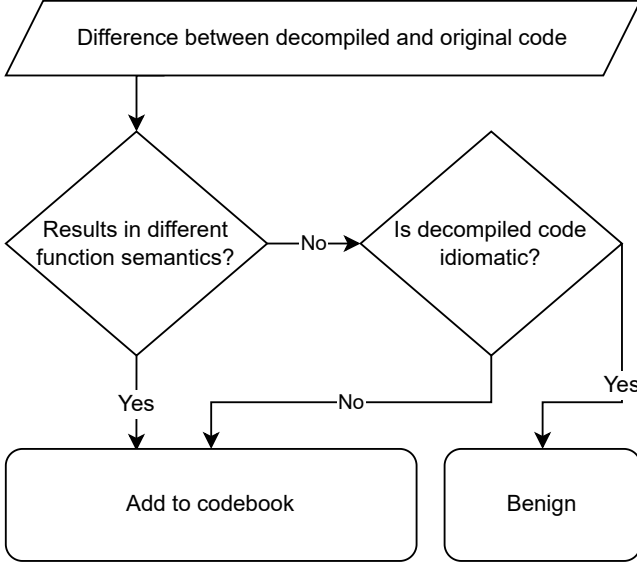 Difference between decompiled and original code
Results in different
function semantics?
No
Is decompiled code
idiomatic?
Yes
No
Yes
Add to codebook
Benign